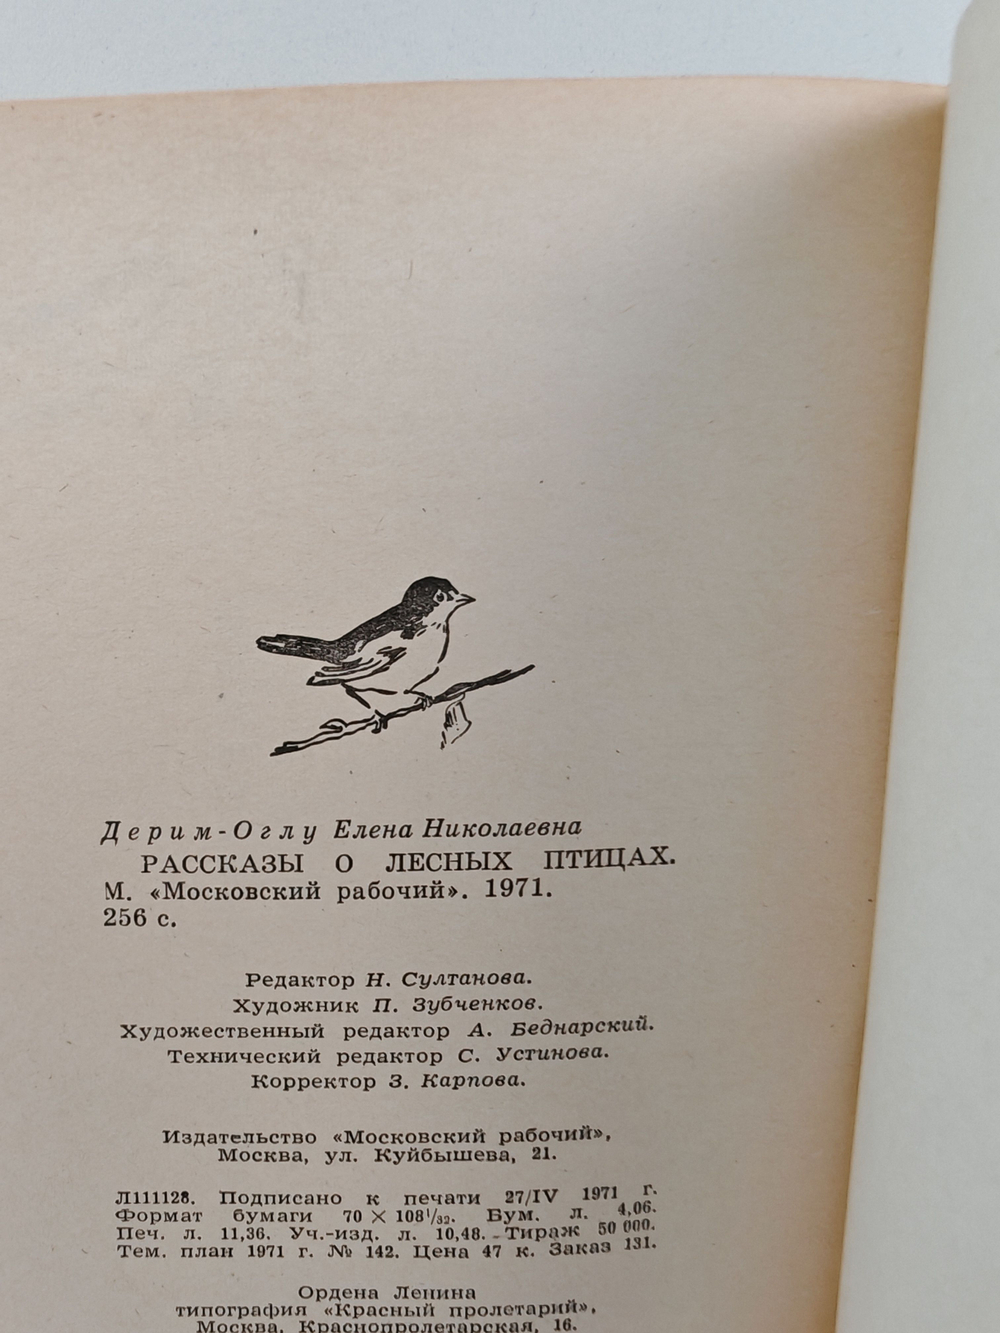 Дерим-Оглу Елена Николаевна
РАССКАЗЫ О ЛЕСНЫХ ПТИЦАХ.
М. «Московский рабочий». 1971.
256 с.
Редактор Н. Султанова.
Художник П. Зубченков.
Художественный редактор А. Беднарский.
Технический редактор С. Устинова.
Корректор З. Карпова.
Издательство «Московский рабочий»,
Москва, ул. Куйбышева, 21.
Л111128. Подписано к печати 27/IV 1971 г.
Формат бумаги 70 × 108¹/₃₂. Бум. л. 4,06.
Печ. л. 11,36. Уч.-изд. л. 10,48. Тираж 50 000.
Тем. план 1971 г. № 142. Цена 47 к. Заказ 131.
Ордена Ленина
типография «Красный пролетарий»,
Москва, Краснопролетарская, 16.